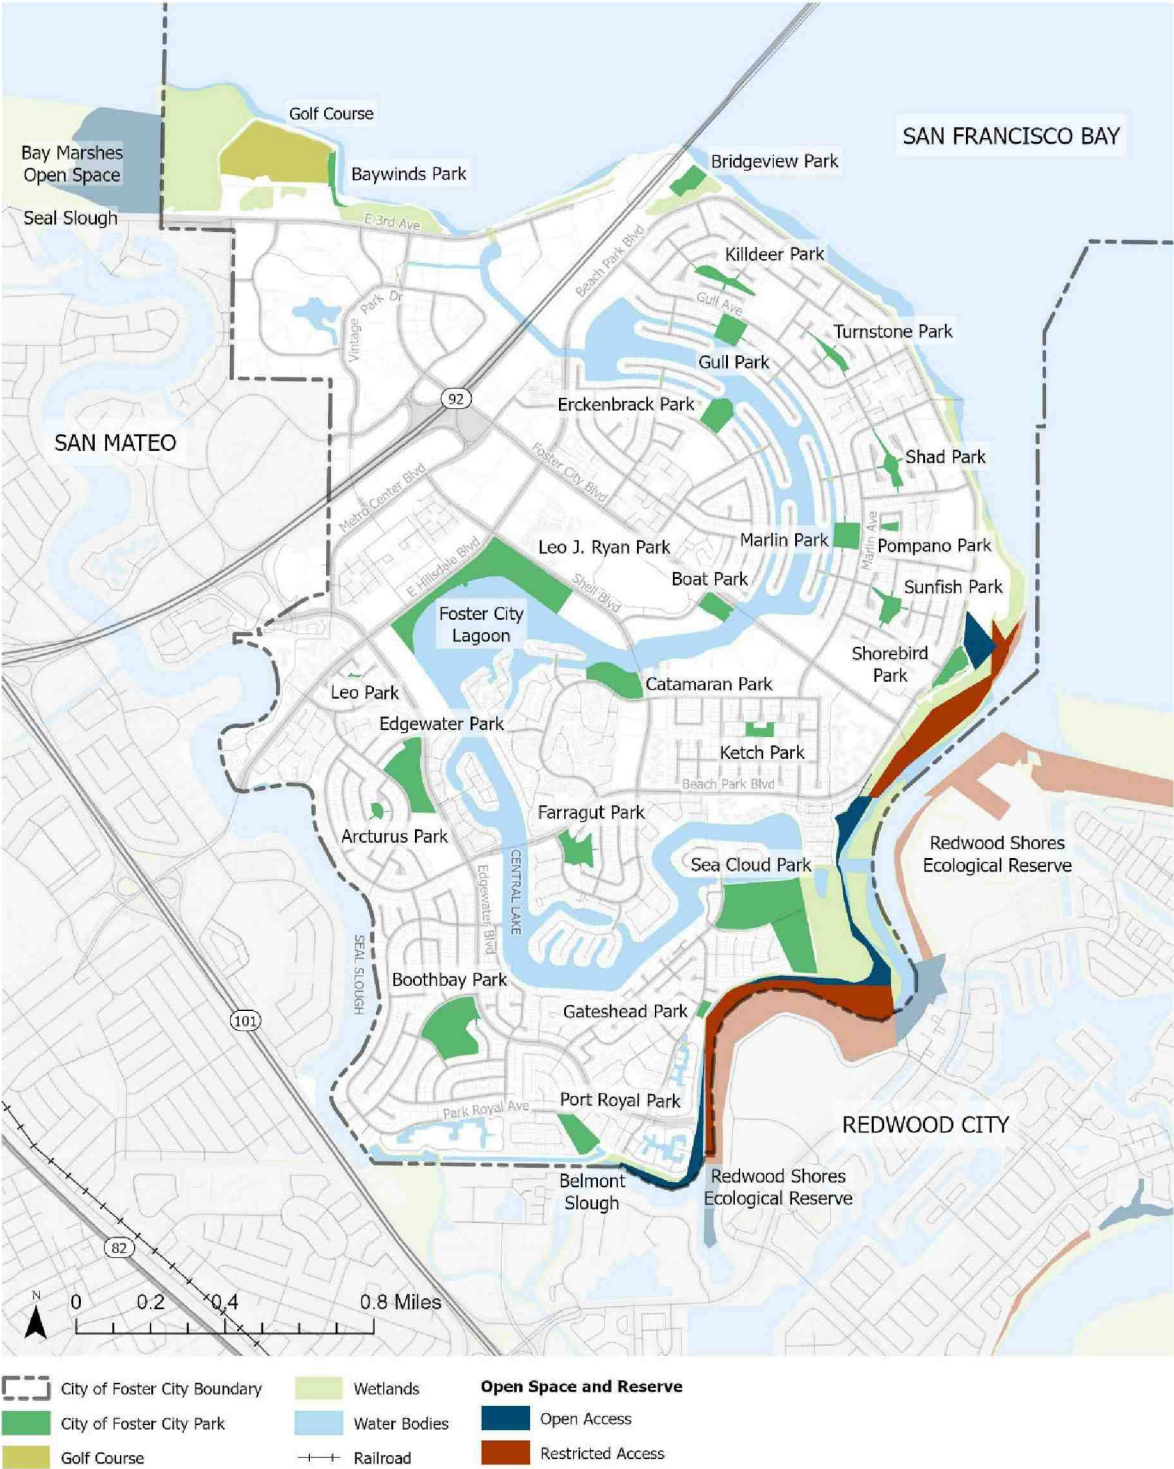 Golf Course
SAN FRANCISCO BAY
Bay Marshes
Open Space
Baywinds Park
Bridgeview Park
Seal Slough
E 3rd Ave
Beach Park Blvd
Killdeer Park
Vintage Park Dr
Gull Ave
Turnstone Park
Gull Park
92
Erckenbrack Park
SAN MATEO
Shad Park
Foster City Blvd
Metro Center Blvd
Marlin Ave
Leo J. Ryan Park
Marlin Park
Pompano Park
E Hillsdale Blvd
Shell Blvd
Boat Park
Sunfish Park
Foster City
Lagoon
Shorebird
Park
Leo Park
Catamaran Park
Edgewater Park
Ketch Park
Beach Park Blvd
Farragut Park
Arcturus Park
Redwood Shores
Ecological Reserve
Sea Cloud Park
CENTRAL LAKE
Edgewater Blvd
SEAL SLOUGH
Boothbay Park
Gateshead Park
101
Port Royal Park
Park Royal Ave
REDWOOD CITY
Belmont
Slough
Redwood Shores
Ecological Reserve
82
N
0 0.2 0.4 0.8 Miles
City of Foster City Boundary
City of Foster City Park
Golf Course
Wetlands
Water Bodies
Railroad
Open Space and Reserve
Open Access
Restricted Access